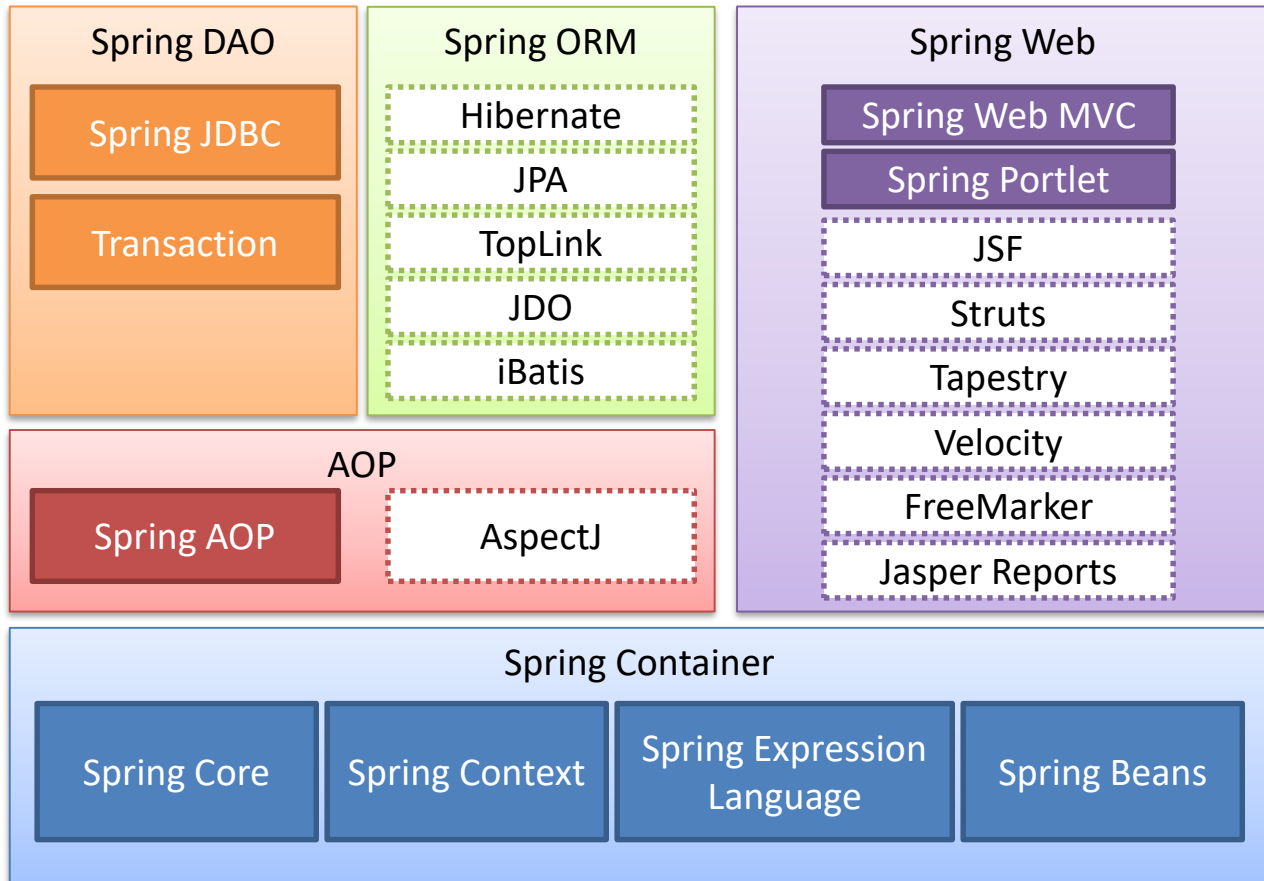 Spring DAO
Spring JDBC
Transaction
Spring ORM
Hibernate
JPA
TopLink
JDO
iBatis
Spring Web
Spring Web MVC
Spring Portlet
JSF
Struts
Tapestry
Velocity
FreeMarker
Jasper Reports
AOP
Spring AOP
AspectJ
Spring Container
Spring Core
Spring Context
Spring Expression
Language
Spring Beans